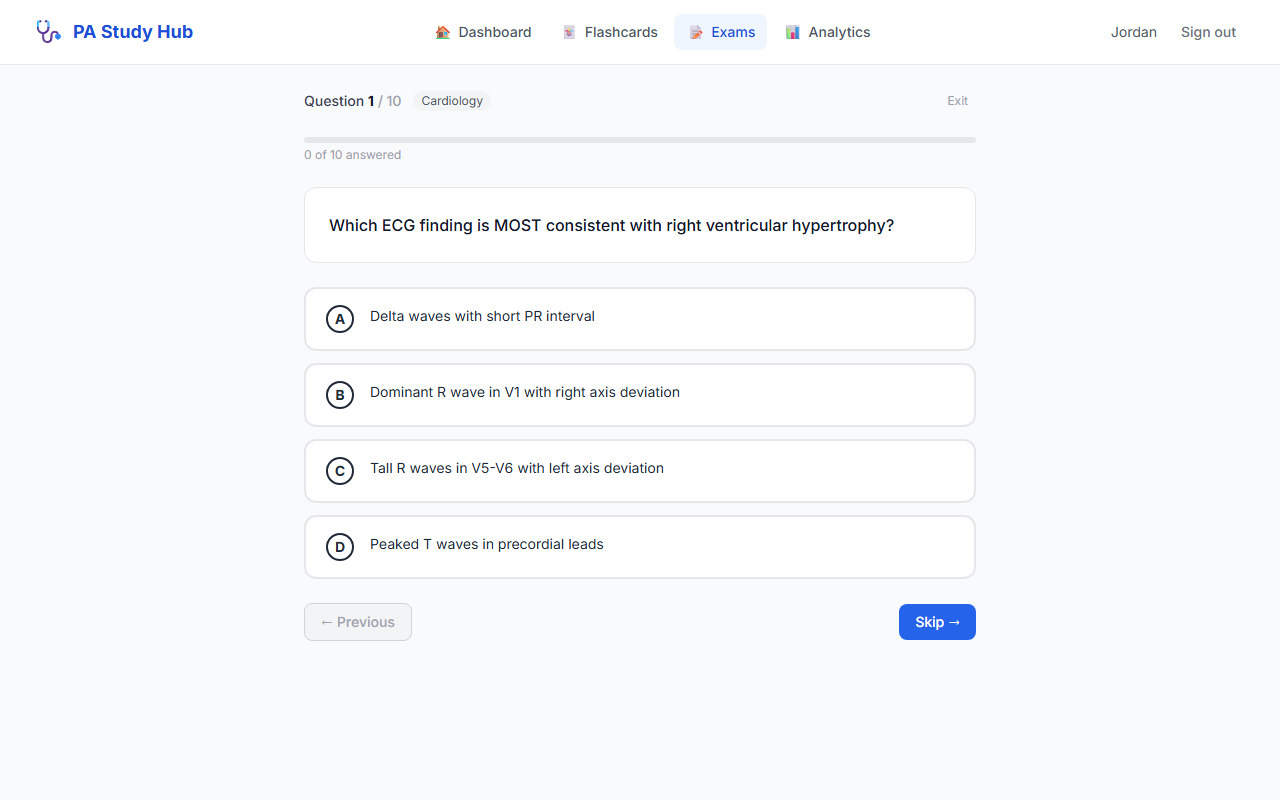 PA Study Hub
Dashboard
Flashcards
Exams
Analytics
Jordan
Sign out
Question 1 / 10
Cardiology
Exit
0 of 10 answered
Which ECG finding is MOST consistent with right ventricular hypertrophy?
A Delta waves with short PR interval
B Dominant R wave in V1 with right axis deviation
C Tall R waves in V5-V6 with left axis deviation
D Peaked T waves in precordial leads
← Previous
Skip →